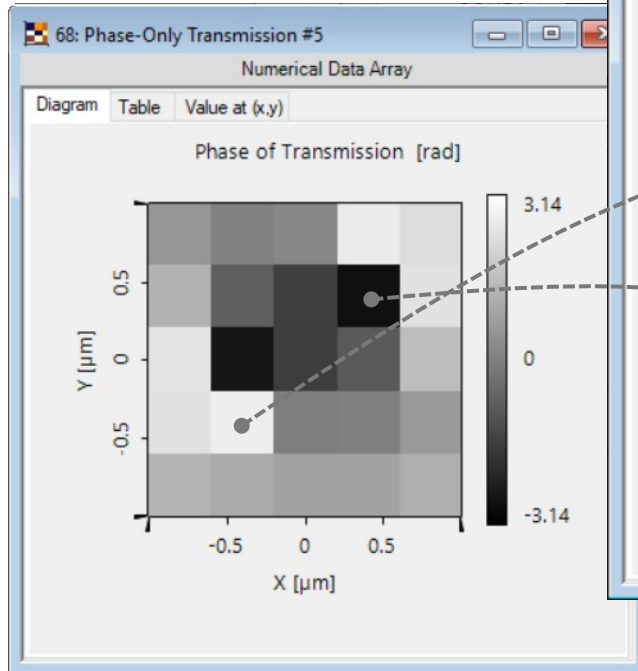 68: Phase-Only Transmission #5
Numerical Data Array
Diagram Table Value at (x,y)
Phase of Transmission [rad]
3.14
0
-3.14
Y [µm]
0.5
0
-0.5
-0.5 0 0.5
X [µm]